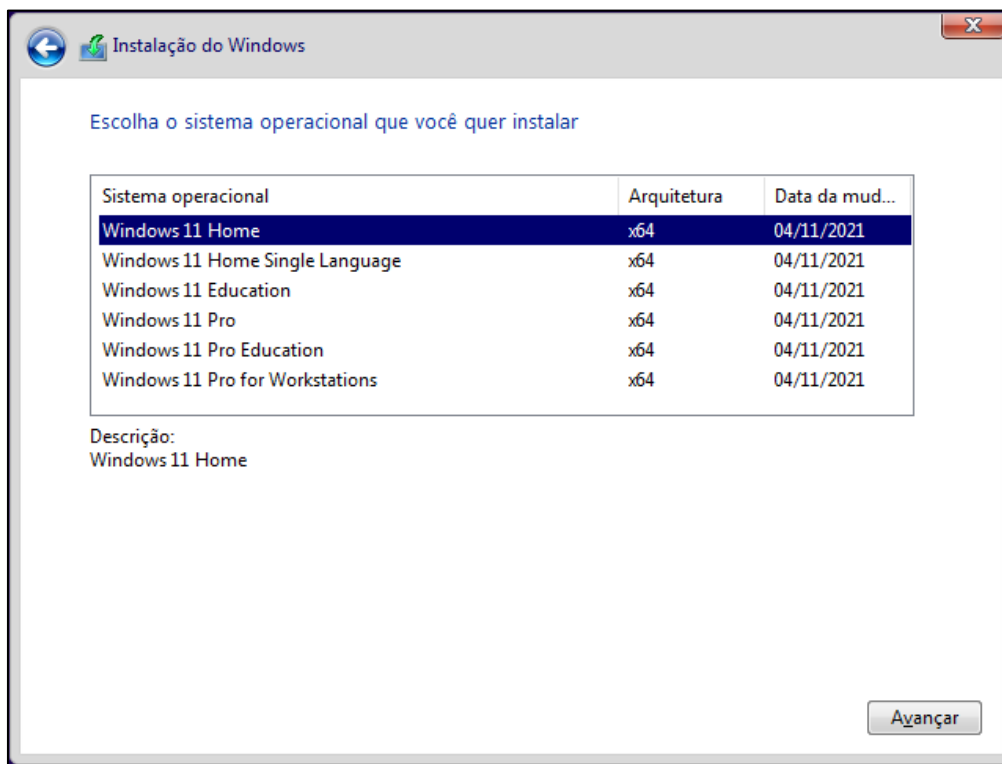 Instalação do Windows
Escolha o sistema operacional que você quer instalar
Sistema operacional Arquitetura Data da mud...
Windows 11 Home x64 04/11/2021
Windows 11 Home Single Language x64 04/11/2021
Windows 11 Education x64 04/11/2021
Windows 11 Pro x64 04/11/2021
Windows 11 Pro Education x64 04/11/2021
Windows 11 Pro for Workstations x64 04/11/2021
Descrição:
Windows 11 Home
Avançar